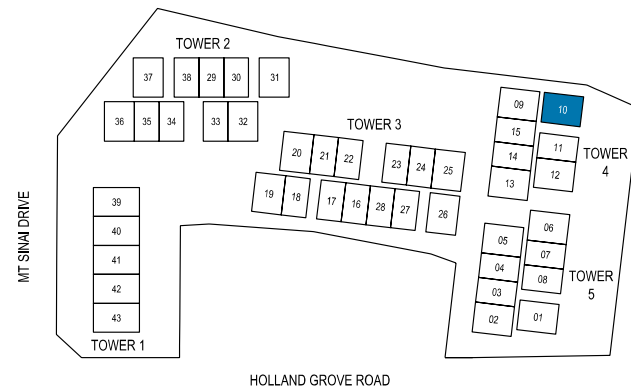 TOWER 2
37 38 29 30 31
36 35 34 33 32
TOWER 3
20 21 22 23 24 25
19 18 17 16 28 27 26
09 10
15 11
14 12
13
TOWER
4
06
05 07
04 08
03
02 01
TOWER
5
39
40
41
42
43
TOWER 1
MT SINAI DRIVE
HOLLAND GROVE ROAD